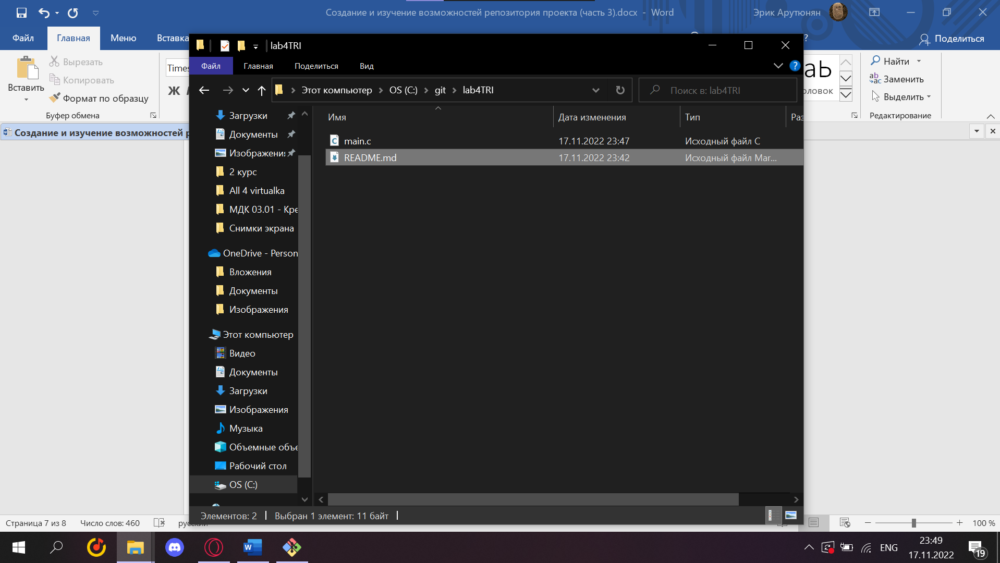 Создание и изучение возможностей репозитория проекта (часть 3).docx - Word
Эрик Арутюнян
Файл
Главная
Меню
Вставка
?
Поделиться
lab4TRI
Файл
Главная
Поделиться
Вид
?
Вставить
Вырезать
Копировать
Формат по образцу
Буфер обмена
Times
Ж
Найти
Заменить
Выделить
Редактирование
Создание и изучение возможностей
Этот компьютер > OS (C:) > git > lab4TRI
Поиск в: lab4TRI
Имя
Дата изменения
Тип
Раз
main.c 17.11.2022 23:47 Исходный файл C
README.md 17.11.2022 23:42 Исходный файл Mar...
Загрузки
Документы
Изображения
2 курс
All 4 virtualka
МДК 03.01 - Кре
Снимки экрана
OneDrive - Person
Вложения
Документы
Изображения
Этот компьютер
Видео
Документы
Загрузки
Изображения
Музыка
Объемные объе
Рабочий стол
OS (C:)
Элементов: 2
Выбран 1 элемент: 11 байт
Страница 7 из 8
Число слов: 460
русский
100 %
ENG
23:49
17.11.2022
19